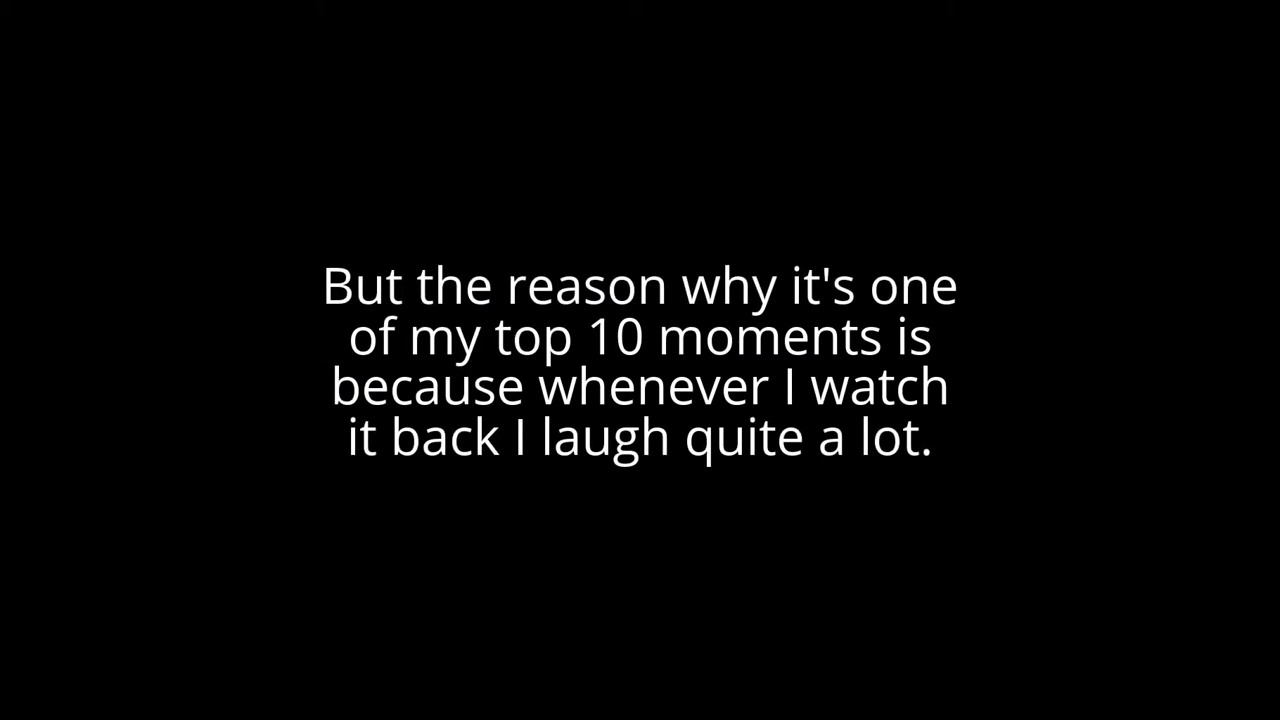 But the reason why it's one
of my top 10 moments is
because whenever I watch
it back I laugh quite a lot.